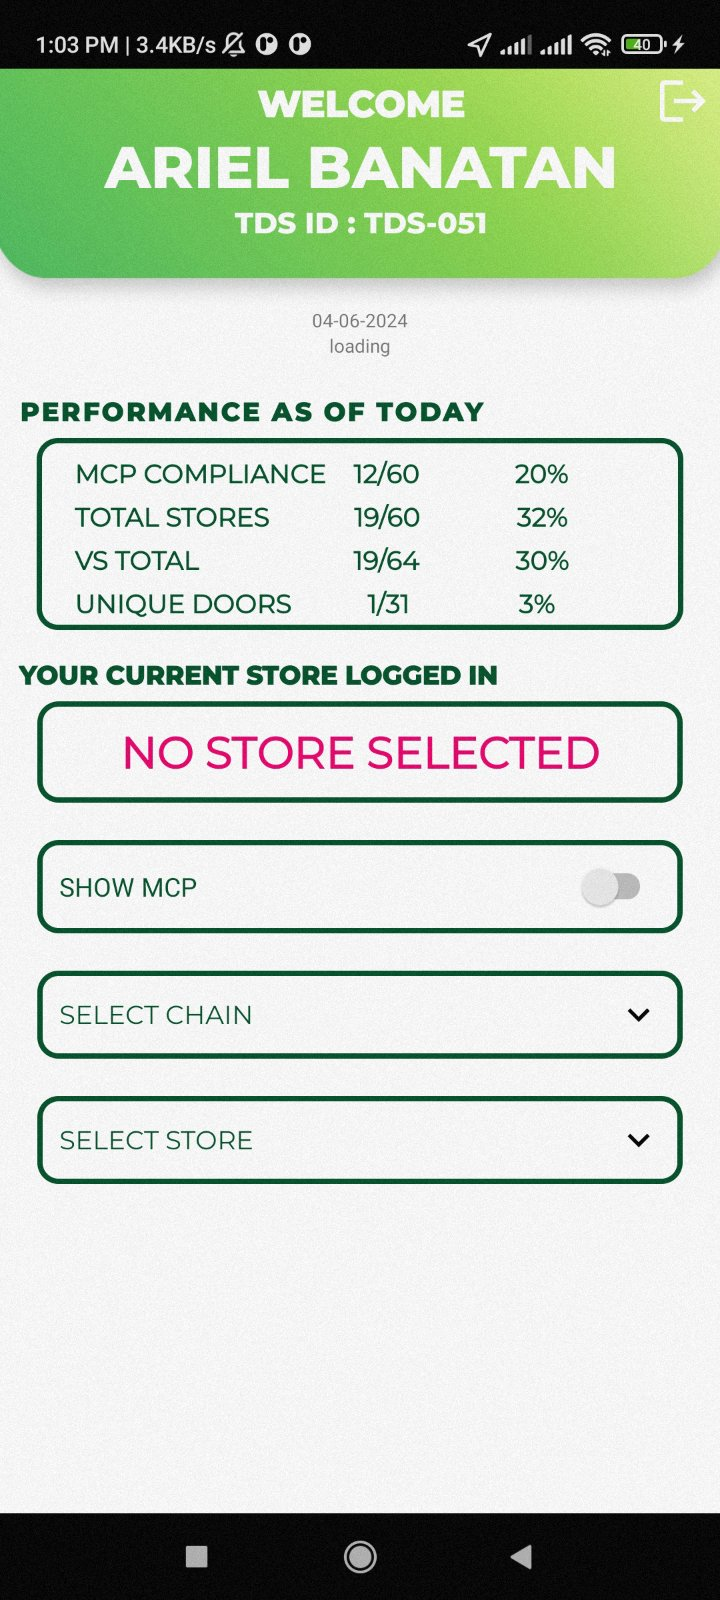 1:03 PM | 3.4KB/s 40
WELCOME
ARIEL BANATAN
TDS ID : TDS-051
04-06-2024
loading
PERFORMANCE AS OF TODAY
MCP COMPLIANCE 12/60 20%
TOTAL STORES 19/60 32%
VS TOTAL 19/64 30%
UNIQUE DOORS 1/31 3%
YOUR CURRENT STORE LOGGED IN
NO STORE SELECTED
SHOW MCP
SELECT CHAIN
SELECT STORE